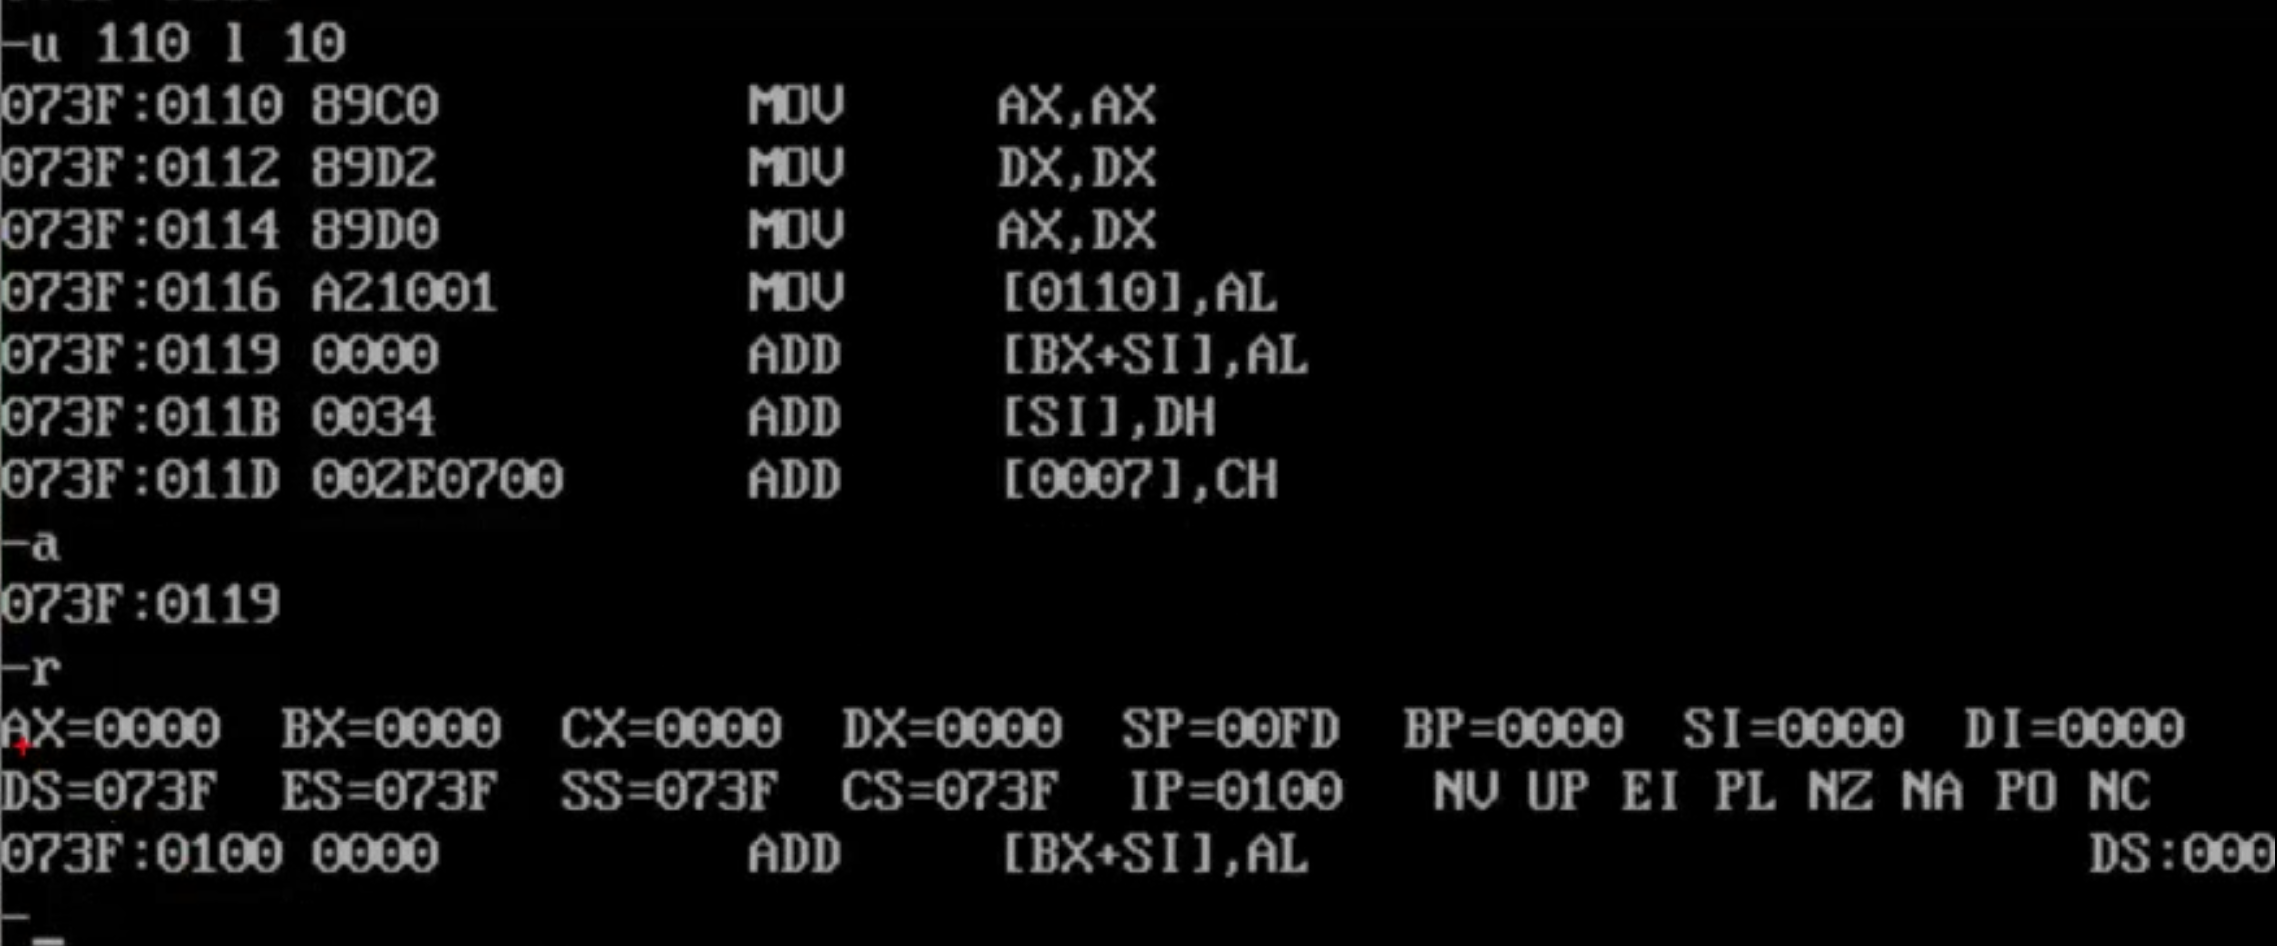 -u 110 l 10
073F:0110 89C0          MOV     AX,AX
073F:0112 89D2          MOV     DX,DX
073F:0114 89D0          MOV     AX,DX
073F:0116 A21001        MOV     [0110],AL
073F:0119 0000          ADD     [BX+SI],AL
073F:011B 0034          ADD     [SI],DH
073F:011D 002E0700      ADD     [0007],CH
-a
073F:0119
-r
AX=0000  BX=0000  CX=0000  DX=0000  SP=00FD  BP=0000  SI=0000  DI=0000
DS=073F  ES=073F  SS=073F  CS=073F  IP=0100   NV UP EI PL NZ NA PO NC
073F:0100 0000          ADD     [BX+SI],AL                         DS:000
-_